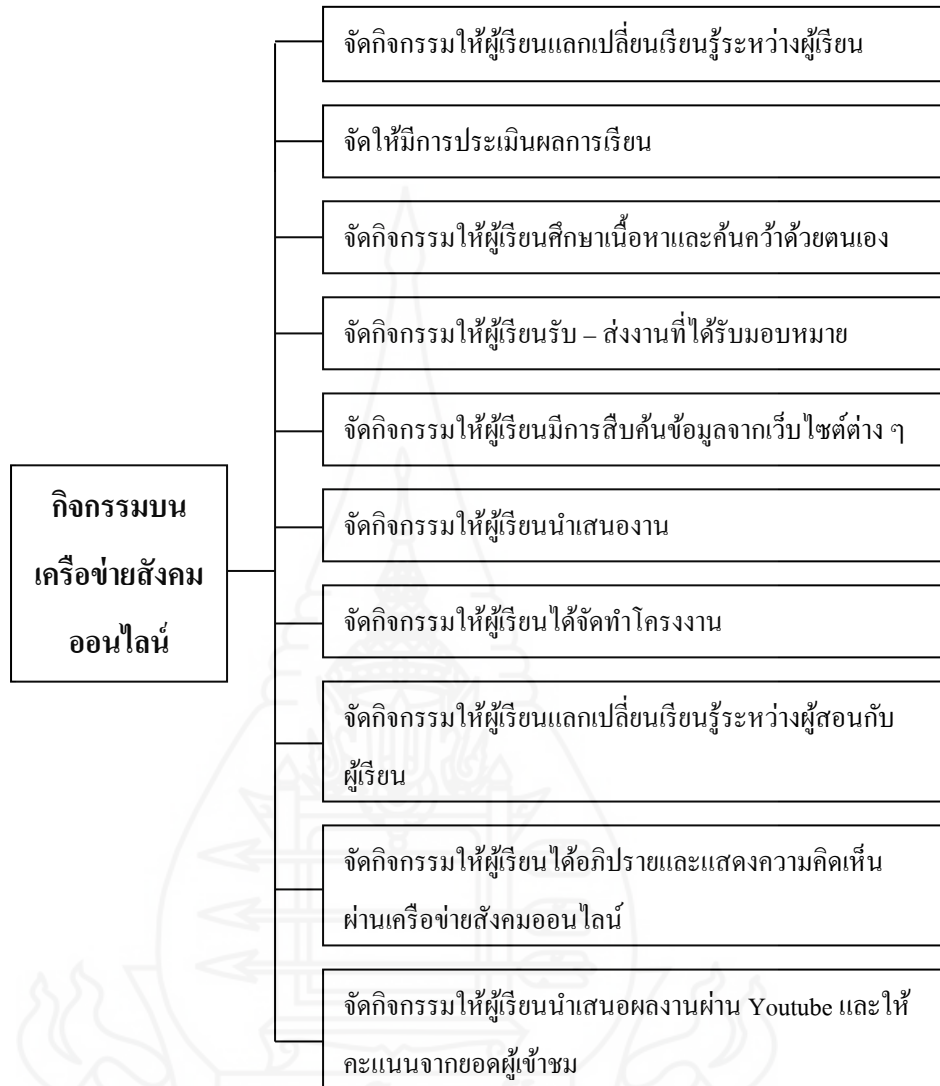 จัดกิจกรรมให้ผู้เรียนแลกเปลี่ยนเรียนรู้ระหว่างผู้เรียน
จัดให้มีการประเมินผลการเรียน
จัดกิจกรรมให้ผู้เรียนศึกษาเนื้อหาและค้นคว้าด้วยตนเอง
จัดกิจกรรมให้ผู้เรียนรับ – ส่งงานที่ได้รับมอบหมาย
จัดกิจกรรมให้ผู้เรียนมีการสืบค้นข้อมูลจากเว็บไซต์ต่าง ๆ
กิจกรรมบน
เครือข่ายสังคม
ออนไลน์
จัดกิจกรรมให้ผู้เรียนนำเสนองาน
จัดกิจกรรมให้ผู้เรียนได้จัดทำโครงงาน
จัดกิจกรรมให้ผู้เรียนแลกเปลี่ยนเรียนรู้ระหว่างผู้สอนกับ
ผู้เรียน
จัดกิจกรรมให้ผู้เรียนได้อภิปรายและแสดงความคิดเห็น
ผ่านเครือข่ายสังคมออนไลน์
จัดกิจกรรมให้ผู้เรียนนำเสนอผลงานผ่าน Youtube และให้
คะแนนจากยอดผู้เข้าชม